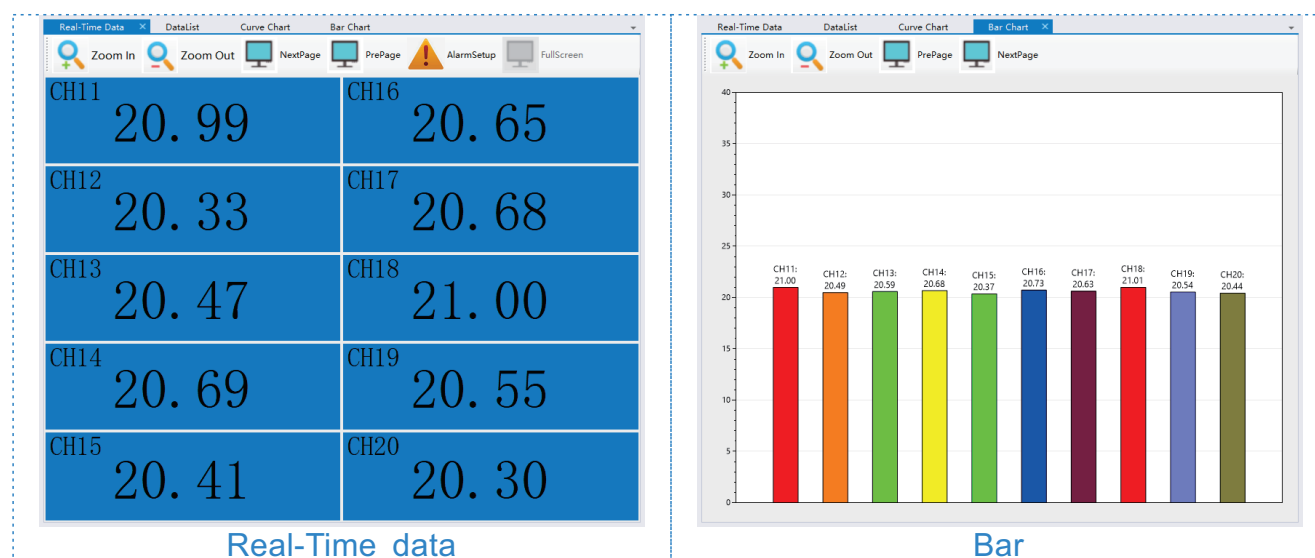 Real-Time Data × DataList Curve Chart Bar Chart
Zoom In Zoom Out NextPage PrePage AlarmSetup FullScreen
CH11 20.99
CH16 20.65
CH12 20.33
CH17 20.68
CH13 20.47
CH18 21.00
CH14 20.69
CH19 20.55
CH15 20.41
CH20 20.30
Real-Time data
Real-Time Data DataList Curve Chart Bar Chart ×
Zoom In Zoom Out PrePage NextPage
40
35
30
25
20
15
10
5
0
CH11:
21.00
CH12:
20.49
CH13:
20.59
CH14:
20.68
CH15:
20.37
CH16:
20.73
CH17:
20.63
CH18:
21.01
CH19:
20.54
CH20:
20.44
Bar